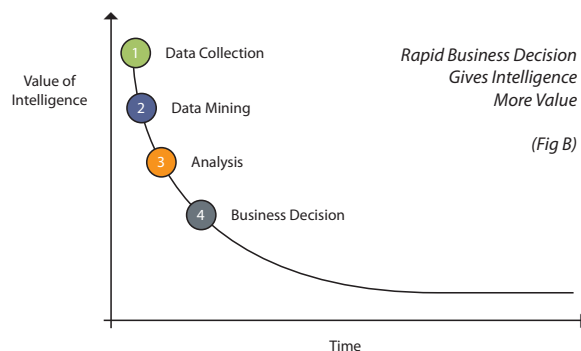 Value of
Intelligence
1
Data Collection
2
Data Mining
3
Analysis
4
Business Decision
Rapid Business Decision
Gives Intelligence
More Value
(Fig B)
Time